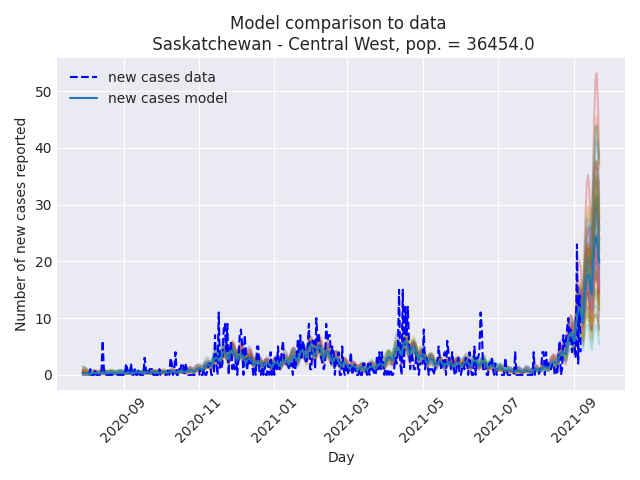 Model comparison to data
Saskatchewan - Central West, pop. = 36454.0
new cases data
new cases model
Number of new cases reported
50
40
30
20
10
0
2020-09
2020-11
2021-01
2021-03
2021-05
2021-07
2021-09
Day